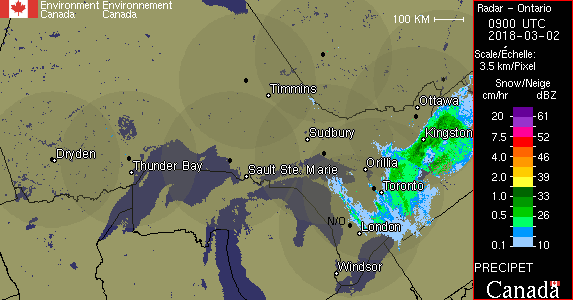 Environment Environnement
Canada Canada
100 KM
Radar - Ontario
0900 UTC
2018-03-02
Scale/Échelle:
3.5 km/Pixel
Snow/Neige
cm/hr dBZ
20 61
7.5 52
4.0 46
2.0 39
1.0 33
0.5 26
0.1 10
PRECIPET
Canada
Timmins
Ottawa
Sudbury
Kingston
Dryden
Thunder Bay
Sault Ste. Marie
Orillia
Toronto
N/O
London
Windsor